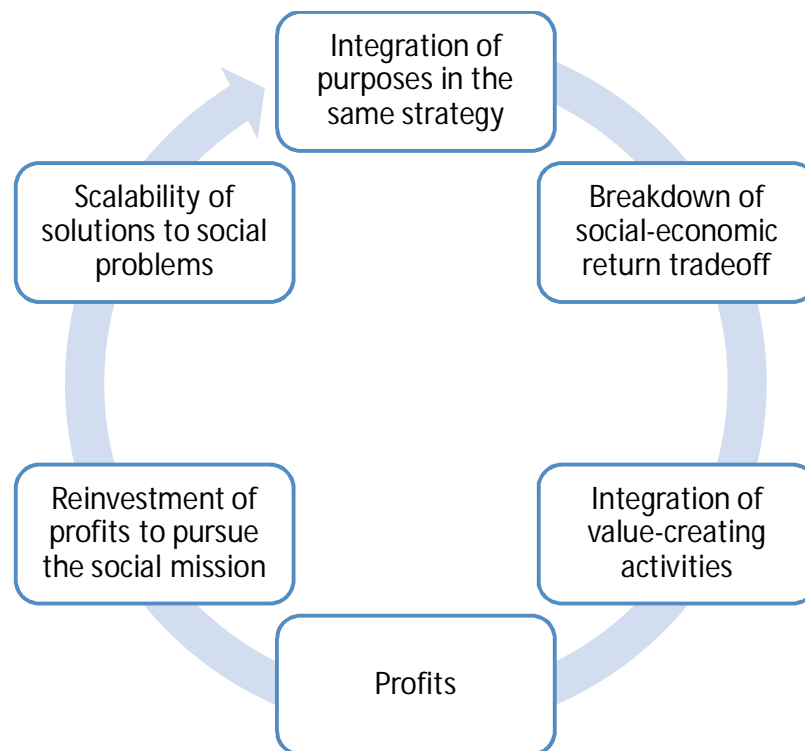 Integration of
purposes in the
same strategy
Breakdown of
social-economic
return tradeoff
Integration of
value-creating
activities
Profits
Reinvestment of
profits to pursue
the social mission
Scalability of
solutions to social
problems